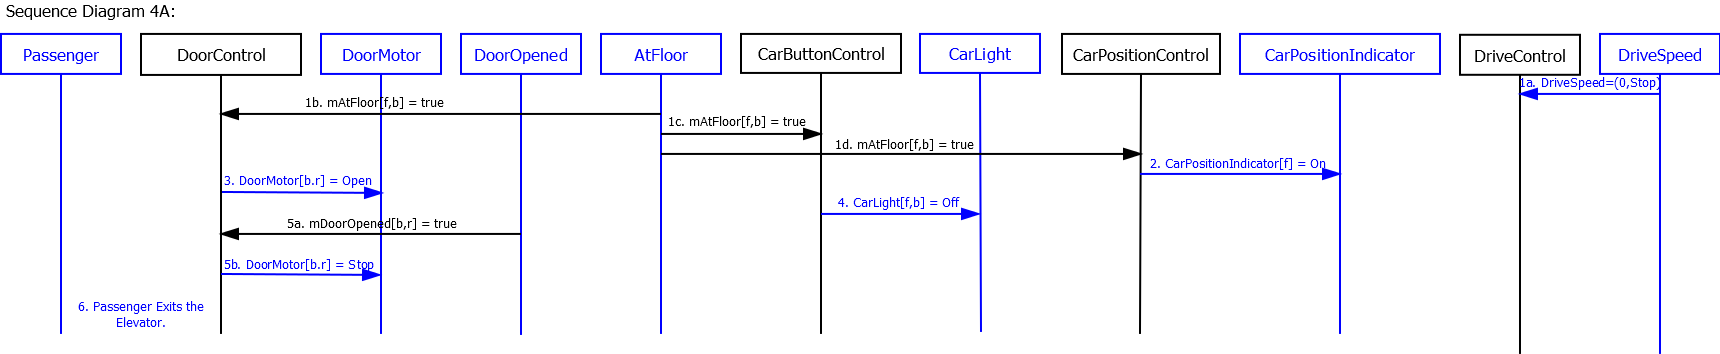 Sequence Diagram 4A:
Passenger
DoorControl
DoorMotor
DoorOpened
AtFloor
CarButtonControl
CarLight
CarPositionControl
CarPositionIndicator
DriveControl
DriveSpeed
1a. DriveSpeed=(0,Stop)
1b. mAtFloor[f,b] = true
1c. mAtFloor[f,b] = true
1d. mAtFloor[f,b] = true
2. CarPositionIndicator[f] = On
3. DoorMotor[b.r] = Open
4. CarLight[f,b] = Off
5a. mDoorOpened[b,r] = true
5b. DoorMotor[b.r] = Stop
6. Passenger Exits the
Elevator.